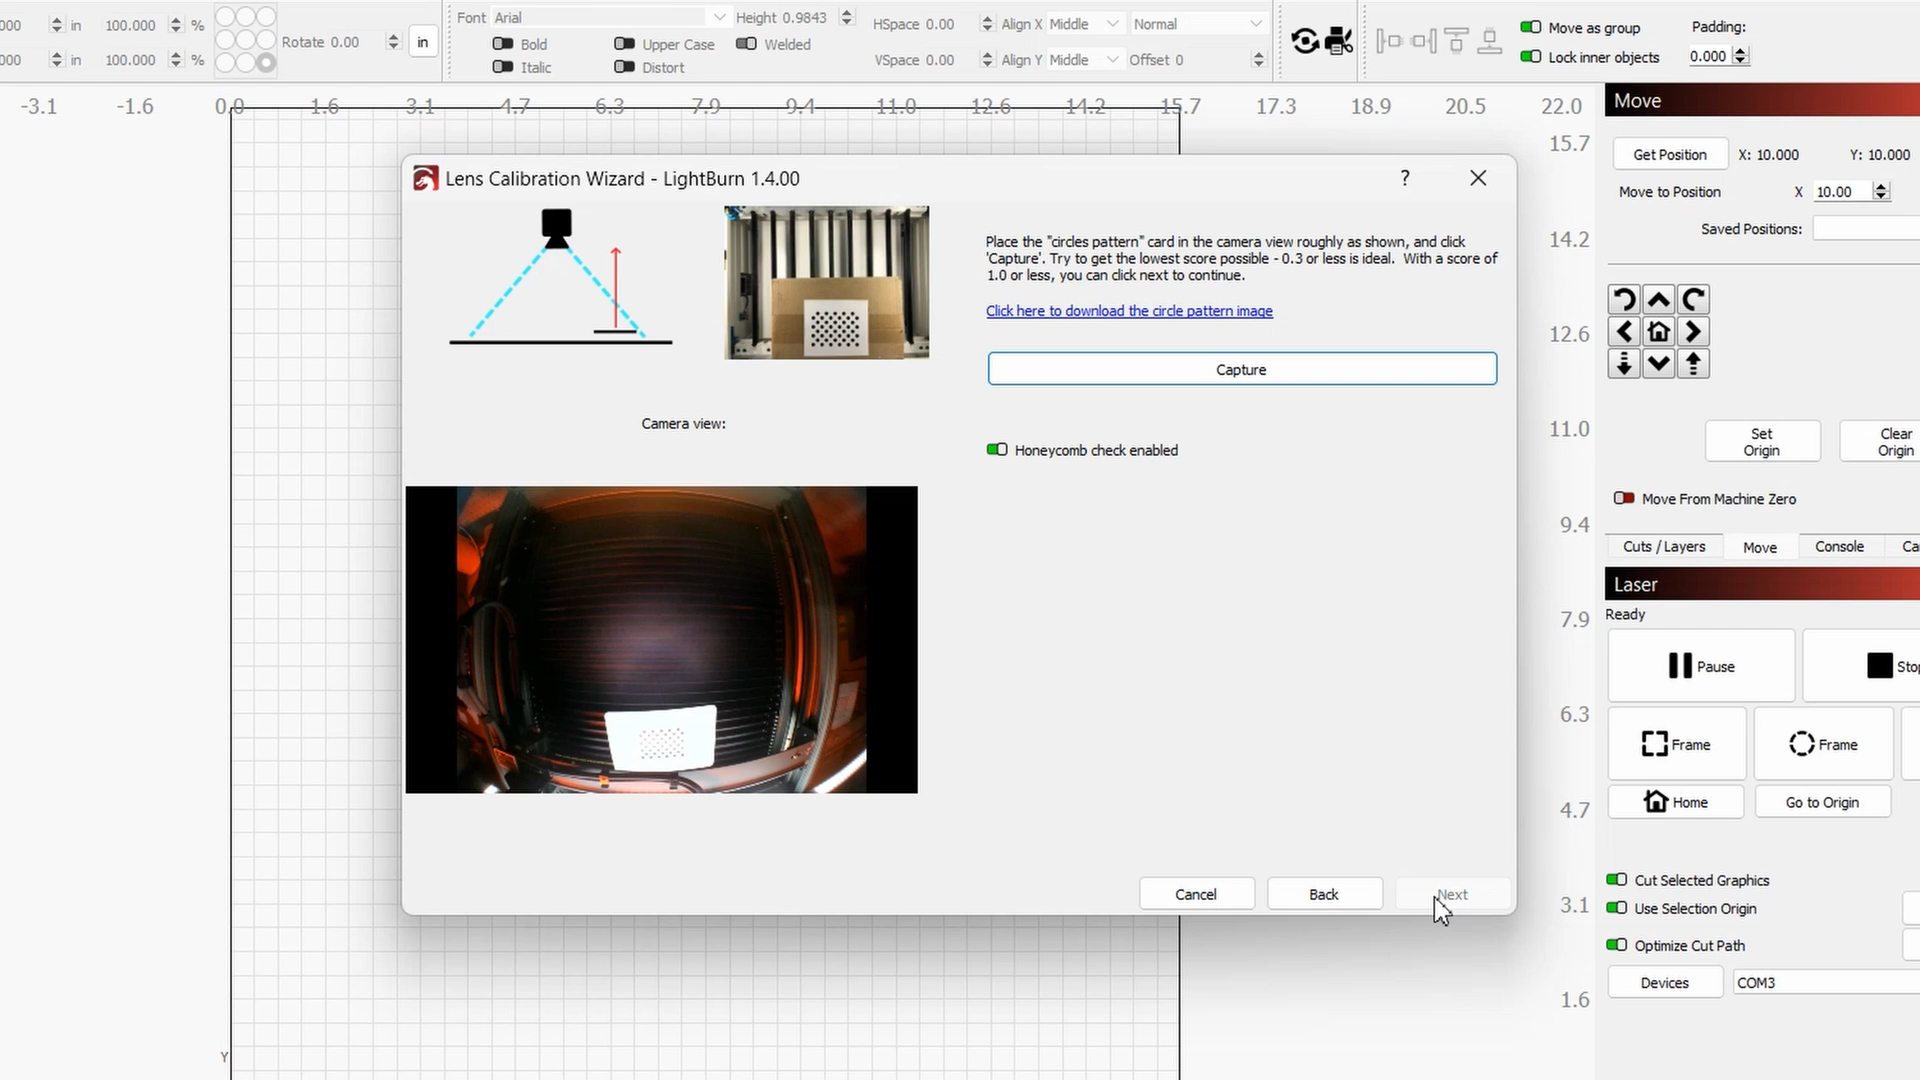 000 in 100.000 %
000 in 100.000 %
Rotate 0.00
in
Font Arial
Height 0.9843
Bold
Upper Case
Welded
Italic
Distort
HSpace 0.00
Align X Middle
Normal
VSpace 0.00
Align Y Middle
Offset 0
Move as group
Lock inner objects
Padding:
0.000
-3.1 -1.6 0.0 1.6 3.1 4.7 6.3 7.9 9.4 11.0 12.6 14.2 15.7 17.3 18.9 20.5 22.0
15.7
14.2
12.6
11.0
9.4
7.9
6.3
4.7
3.1
1.6
Y
Lens Calibration Wizard - LightBurn 1.4.00
?
Place the "circles pattern" card in the camera view roughly as shown, and click
'Capture'. Try to get the lowest score possible - 0.3 or less is ideal. With a score of
1.0 or less, you can click next to continue.
Click here to download the circle pattern image
Capture
Camera view:
Honeycomb check enabled
Cancel
Back
Next
Move
Get Position
X: 10.000
Y: 10.000
Move to Position
X
10.00
Saved Positions:
Set
Origin
Clear
Origin
Move From Machine Zero
Cuts / Layers
Move
Console
Ca
Laser
Ready
Pause
Stop
Frame
Frame
Home
Go to Origin
Cut Selected Graphics
Use Selection Origin
Optimize Cut Path
Devices
COM3